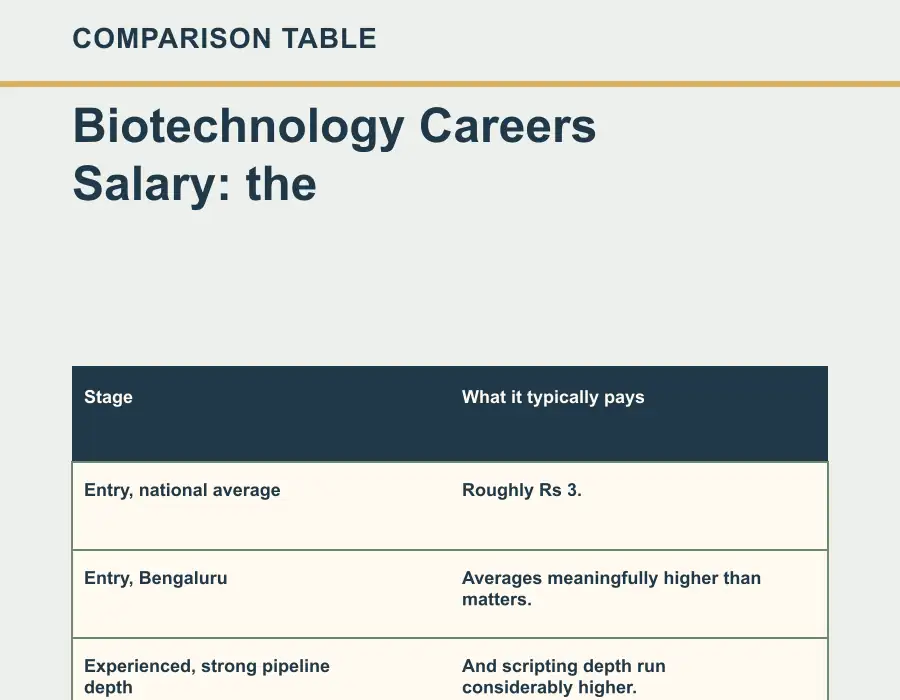 COMPARISON TABLE
Biotechnology Careers
Salary: the
Stage
What it typically pays
Entry, national average
Roughly Rs 3.
Entry, Bengaluru
Averages meaningfully higher than
matters.
Experienced, strong pipeline
depth
And scripting depth run
considerably higher.